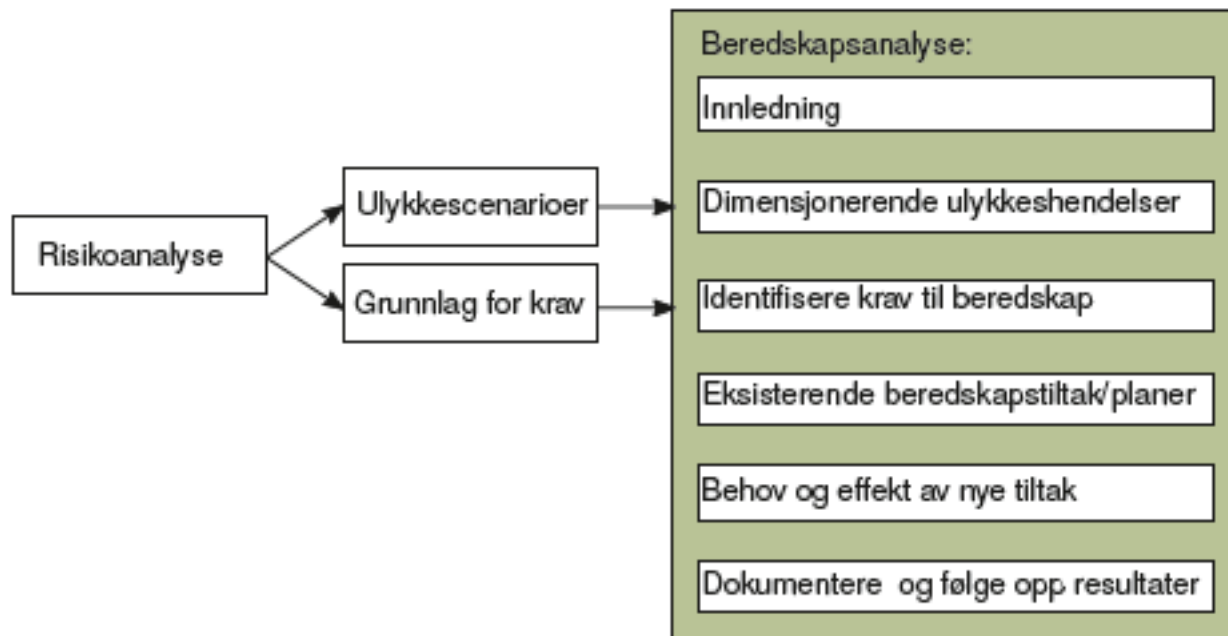 Risikoanalyse
Ulykkescenarioer
Grunnlag for krav
Beredskapsanalyse:
Innledning
Dimensjonerende ulykkeshendelser
Identifisere krav til beredskap
Eksisterende beredskapstiltak/planer
Behov og effekt av nye tiltak
Dokumentere og følge opp resultater